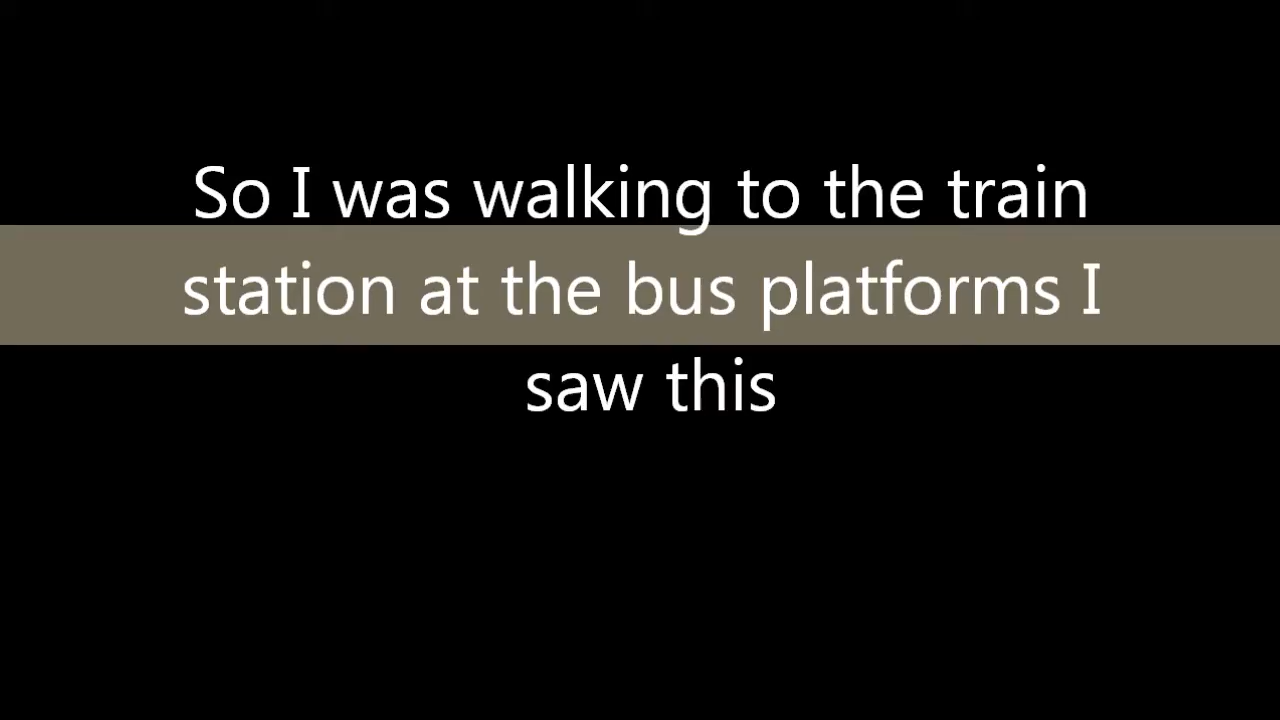 So I was walking to the train
station at the bus platforms I
saw this